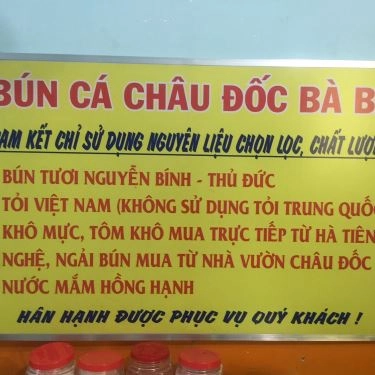 BÚN CÁ CHÂU ĐỐC BÀ B
CAM KẾT CHỈ SỬ DỤNG NGUYÊN LIỆU CHỌN LỌC, CHẤT LƯỢN
BÚN TƯƠI NGUYỄN BÍNH - THỦ ĐỨC
TỎI VIỆT NAM (KHÔNG SỬ DỤNG TỎI TRUNG QUỐC
KHÔ MỰC, TÔM KHÔ MUA TRỰC TIẾP TỪ HÀ TIÊN
NGHỆ, NGẢI BÚN MUA TỪ NHÀ VƯỜN CHÂU ĐỐC
NƯỚC MẮM HỒNG HẠNH
HÂN HẠNH ĐƯỢC PHỤC VỤ QUÝ KHÁCH !